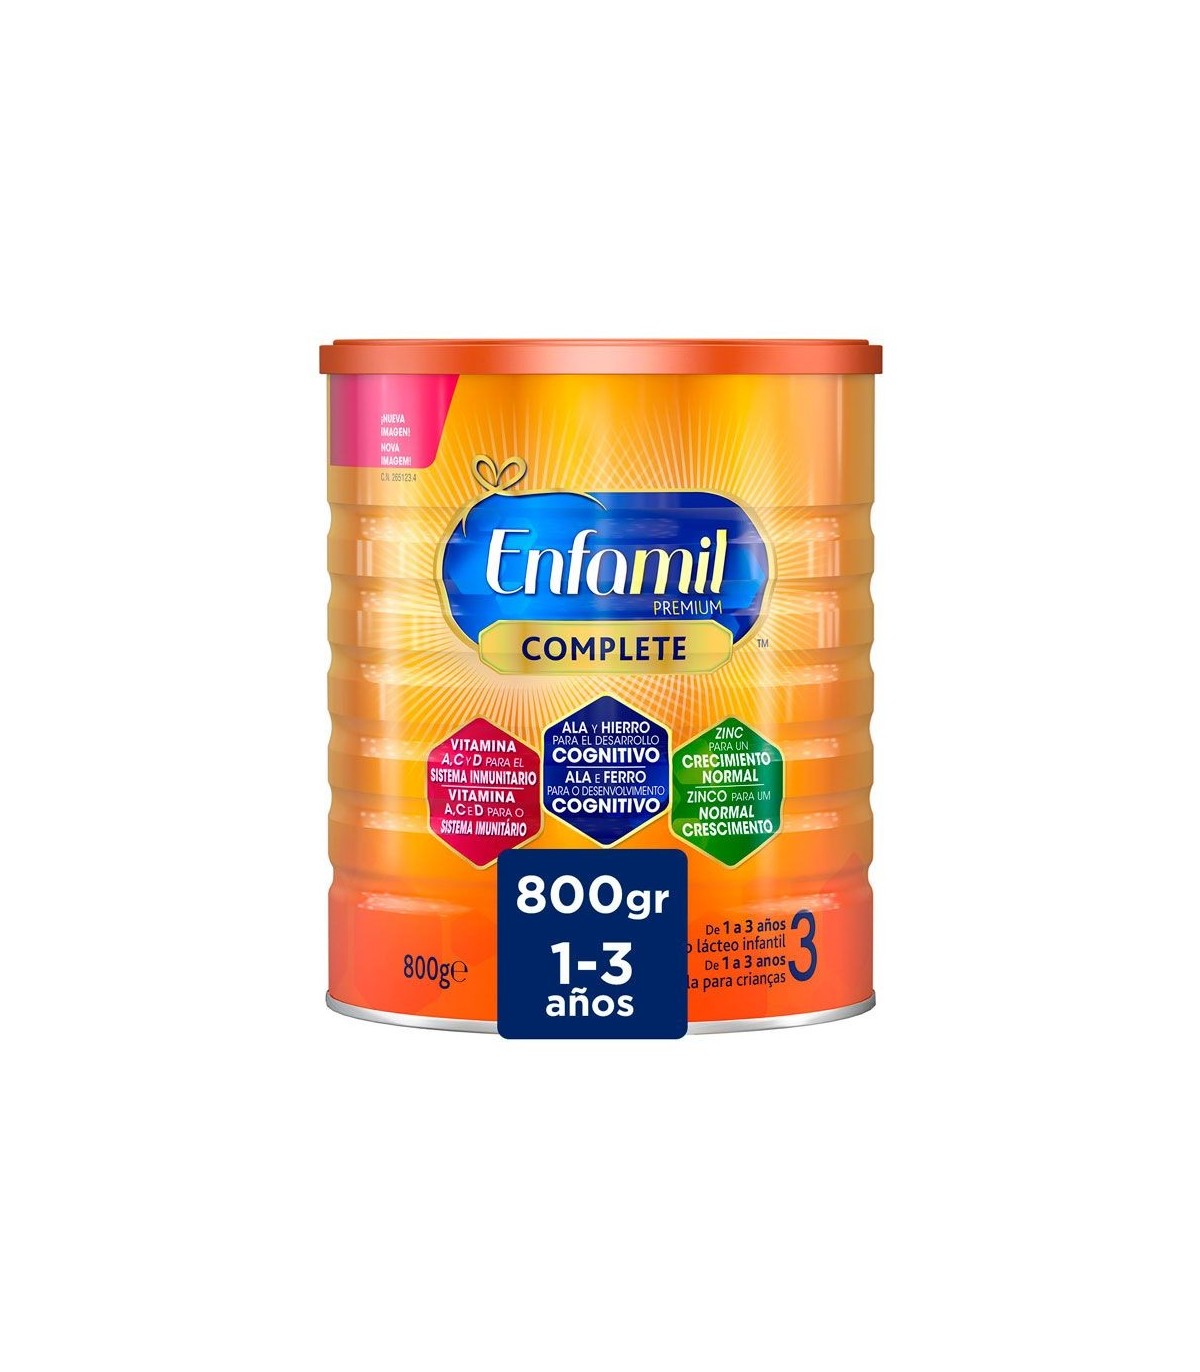 ¡NUEVA
IMAGEN!
NOVA
IMAGEM!
C.N. 265123.4
Enfamil
PREMIUM
COMPLETE
TM
VITAMINA
A, C Y D PARA EL
SISTEMA INMUNITARIO
VITAMINA
A, C E D PARA O
SISTEMA IMUNITÁRIO
ALA Y HIERRO
PARA EL DESARROLLO
COGNITIVO
ALA E FERRO
PARA O DESENVOLVIMENTO
COGNITIVO
ZINC
PARA UN
CRECIMIENTO
NORMAL
ZINCO PARA UM
NORMAL
CRESCIMENTO
800g℮
800gr
1-3
años
De 1 a 3 años
lácteo infantil
De 1 a 3 anos
para crianças
3